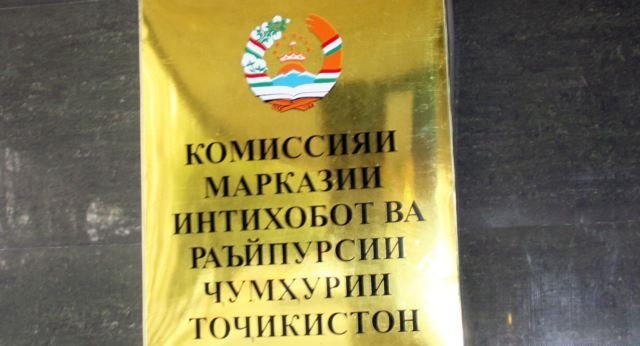 КОМИССИЯИ
МАРКАЗИИ
ИНТИХОБОТ ВА
РАЪЙПУРСИИ
ҶУМҲУРИИ
ТОҶИКИСТОН